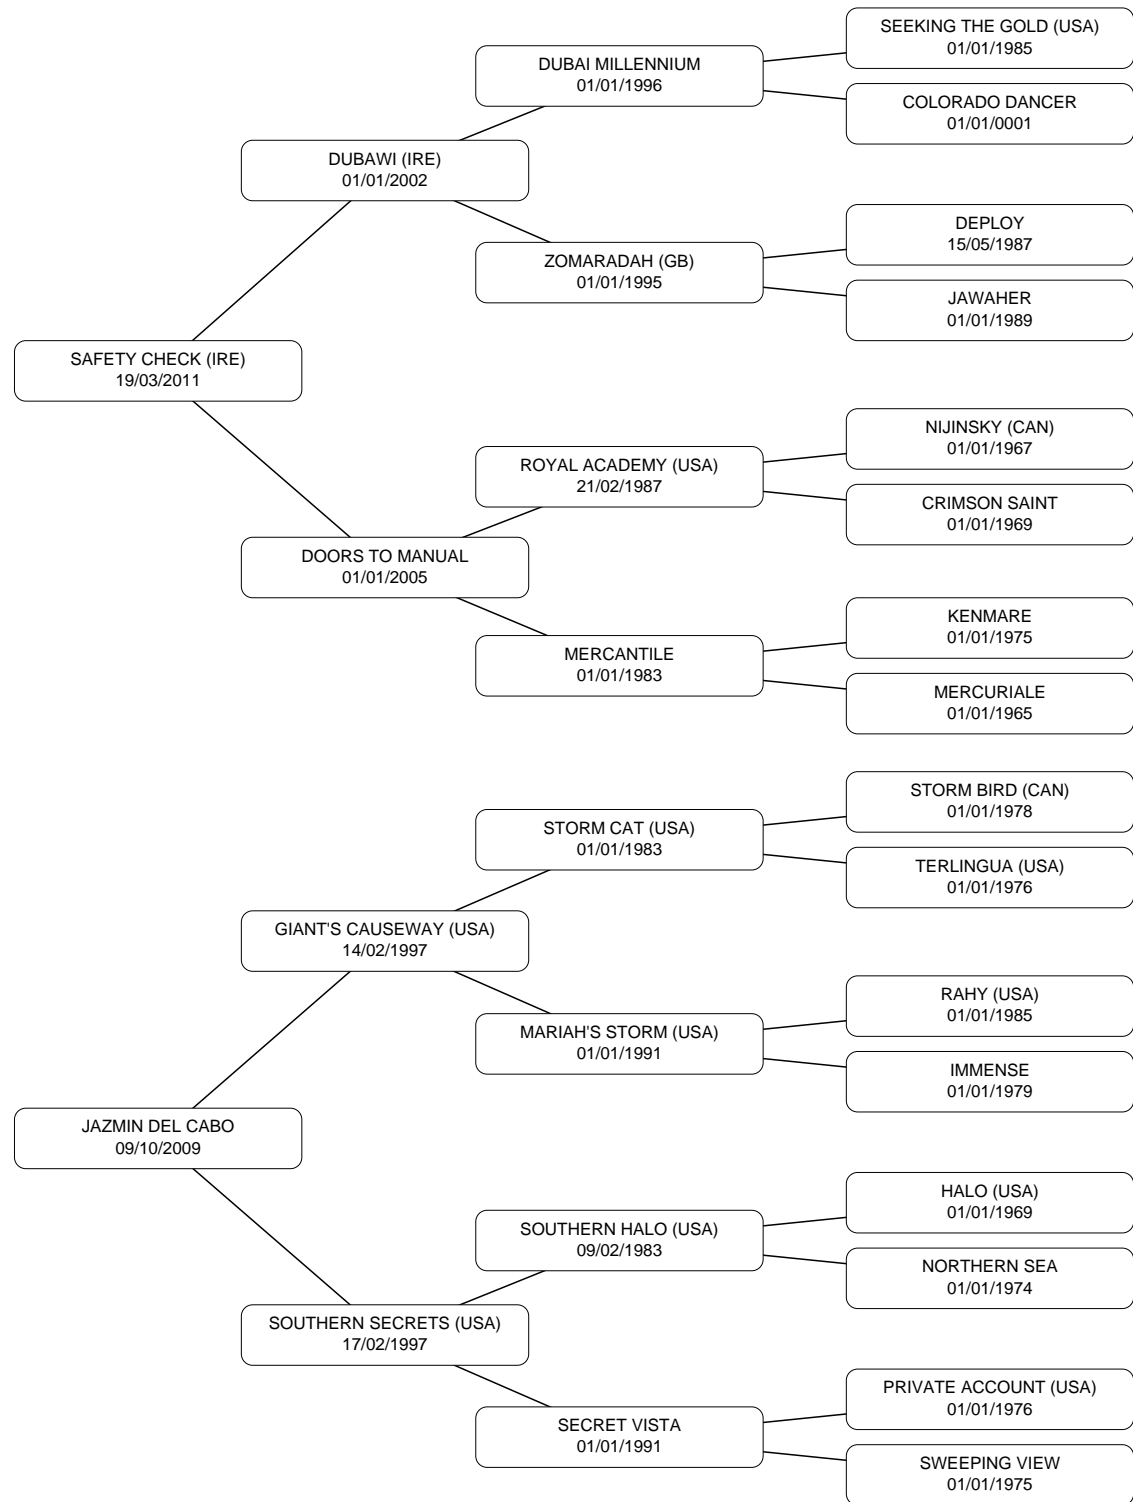 SEEKING THE GOLD (USA)
01/01/1985
DUBAI MILLENNIUM
01/01/1996
COLORADO DANCER
01/01/0001
DUBAWI (IRE)
01/01/2002
DEPLOY
15/05/1987
ZOMARADAH (GB)
01/01/1995
JAWAHER
01/01/1989
SAFETY CHECK (IRE)
19/03/2011
NIJINSKY (CAN)
01/01/1967
ROYAL ACADEMY (USA)
21/02/1987
CRIMSON SAINT
01/01/1969
DOORS TO MANUAL
01/01/2005
KENMARE
01/01/1975
MERCANTILE
01/01/1983
MERCURIALE
01/01/1965
STORM BIRD (CAN)
01/01/1978
STORM CAT (USA)
01/01/1983
TERLINGUA (USA)
01/01/1976
GIANT'S CAUSEWAY (USA)
14/02/1997
RAHY (USA)
01/01/1985
MARIAH'S STORM (USA)
01/01/1991
IMMENSE
01/01/1979
JAZMIN DEL CABO
09/10/2009
HALO (USA)
01/01/1969
SOUTHERN HALO (USA)
09/02/1983
NORTHERN SEA
01/01/1974
SOUTHERN SECRETS (USA)
17/02/1997
PRIVATE ACCOUNT (USA)
01/01/1976
SECRET VISTA
01/01/1991
SWEEPING VIEW
01/01/1975